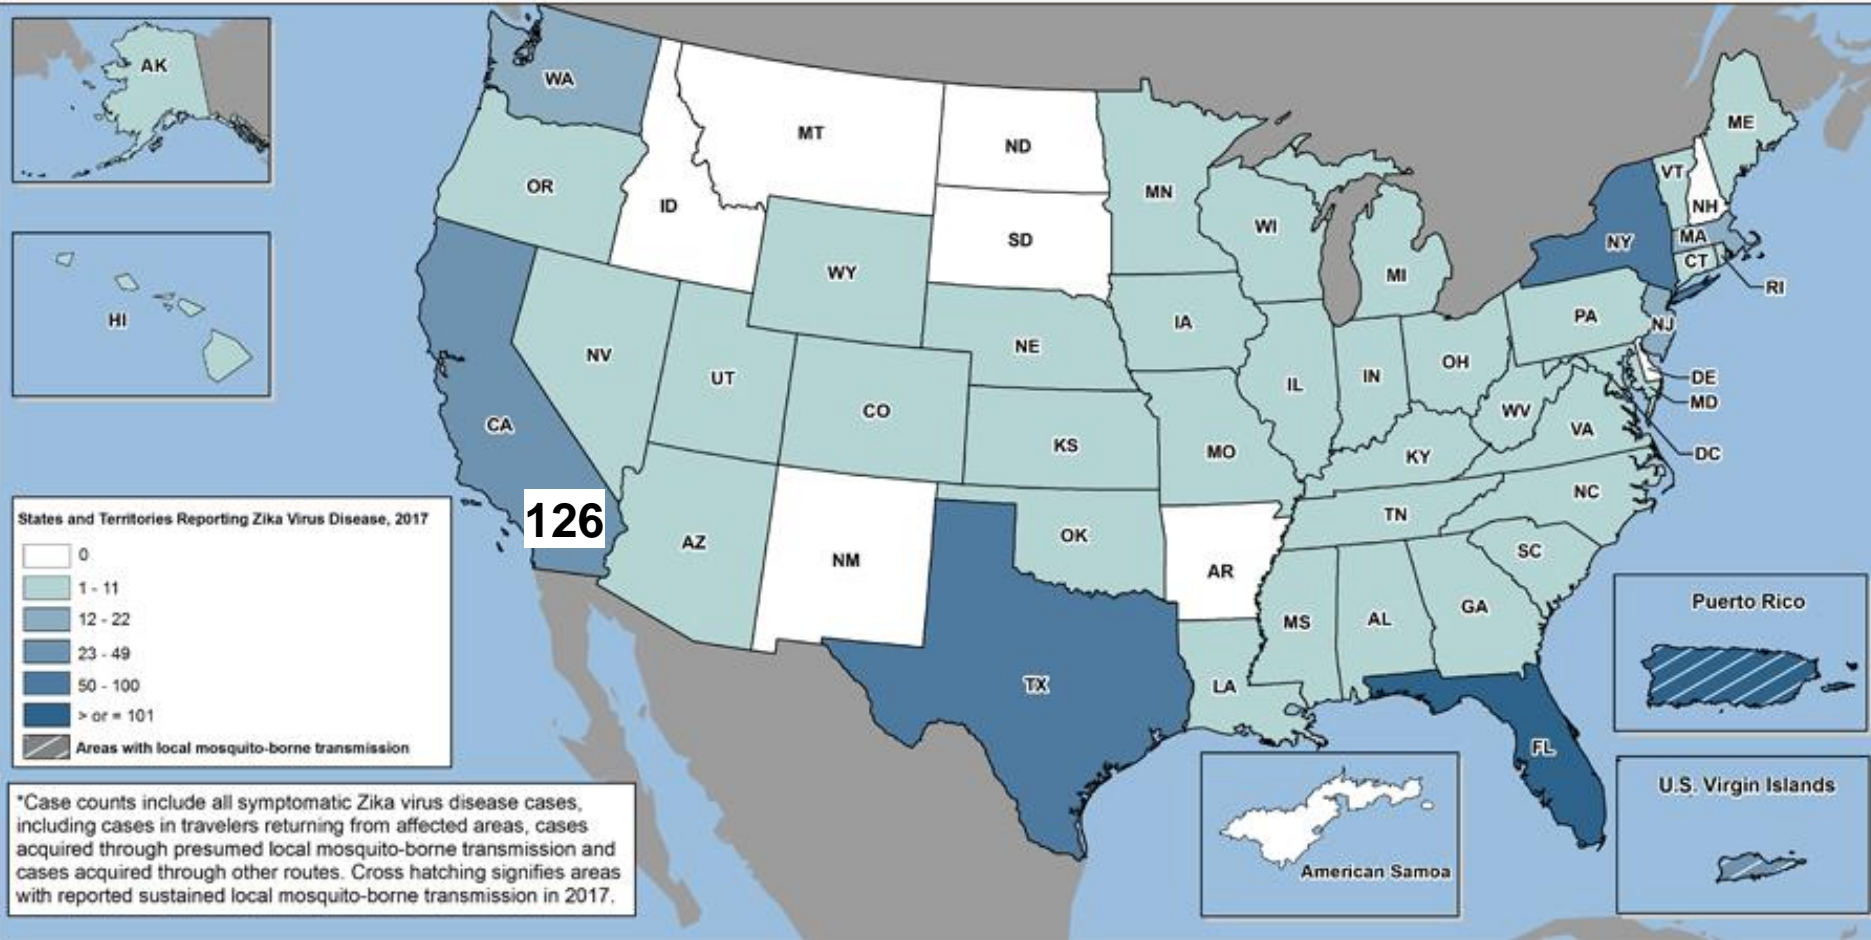 AK
HI
WA
OR
CA
NV
ID
MT
WY
UT
CO
AZ
NM
ND
SD
NE
KS
OK
TX
MN
IA
MO
AR
LA
WI
IL
MI
IN
OH
KY
TN
MS
AL
GA
FL
SC
NC
VA
WV
PA
NY
VT
NH
ME
MA
CT
RI
NJ
DE
MD
DC
126
States and Territories Reporting Zika Virus Disease, 2017
0
1 - 11
12 - 22
23 - 49
50 - 100
> or = 101
Areas with local mosquito-borne transmission
*Case counts include all symptomatic Zika virus disease cases,
including cases in travelers returning from affected areas, cases
acquired through presumed local mosquito-borne transmission and
cases acquired through other routes. Cross hatching signifies areas
with reported sustained local mosquito-borne transmission in 2017.
American Samoa
Puerto Rico
U.S. Virgin Islands